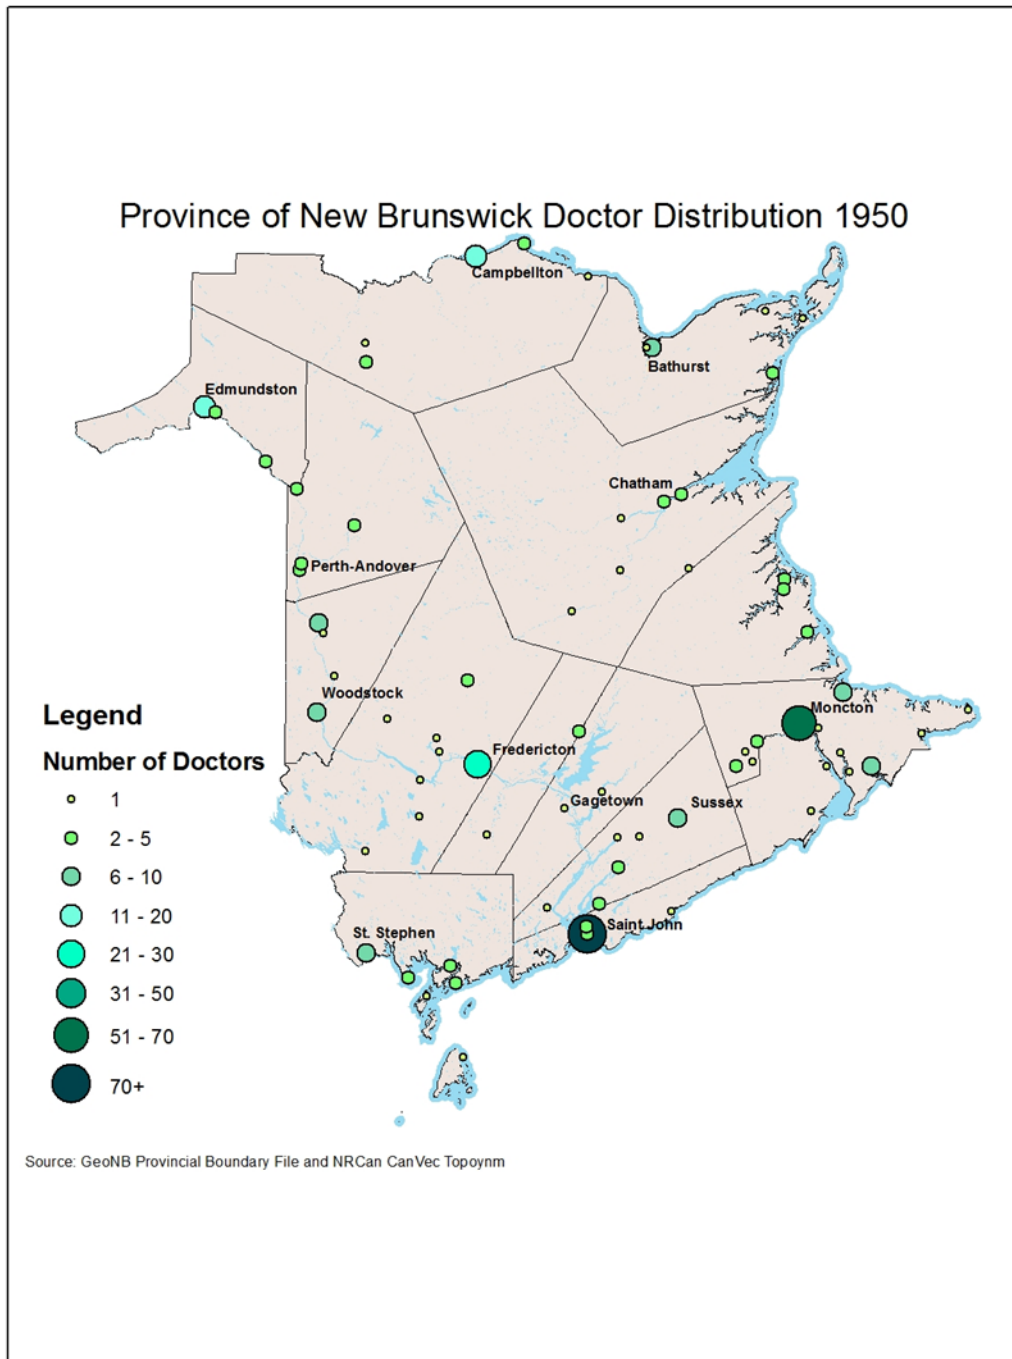 Province of New Brunswick Doctor Distribution 1950
Campbellton
Bathurst
Edmundston
Chatham
Perth-Andover
Woodstock
Moncton
Fredericton
Gagetown
Sussex
Saint John
St. Stephen
Legend
Number of Doctors
1
2 - 5
6 - 10
11 - 20
21 - 30
31 - 50
51 - 70
70+
Source: GeoNB Provincial Boundary File and NRCan CanVec Topoynm